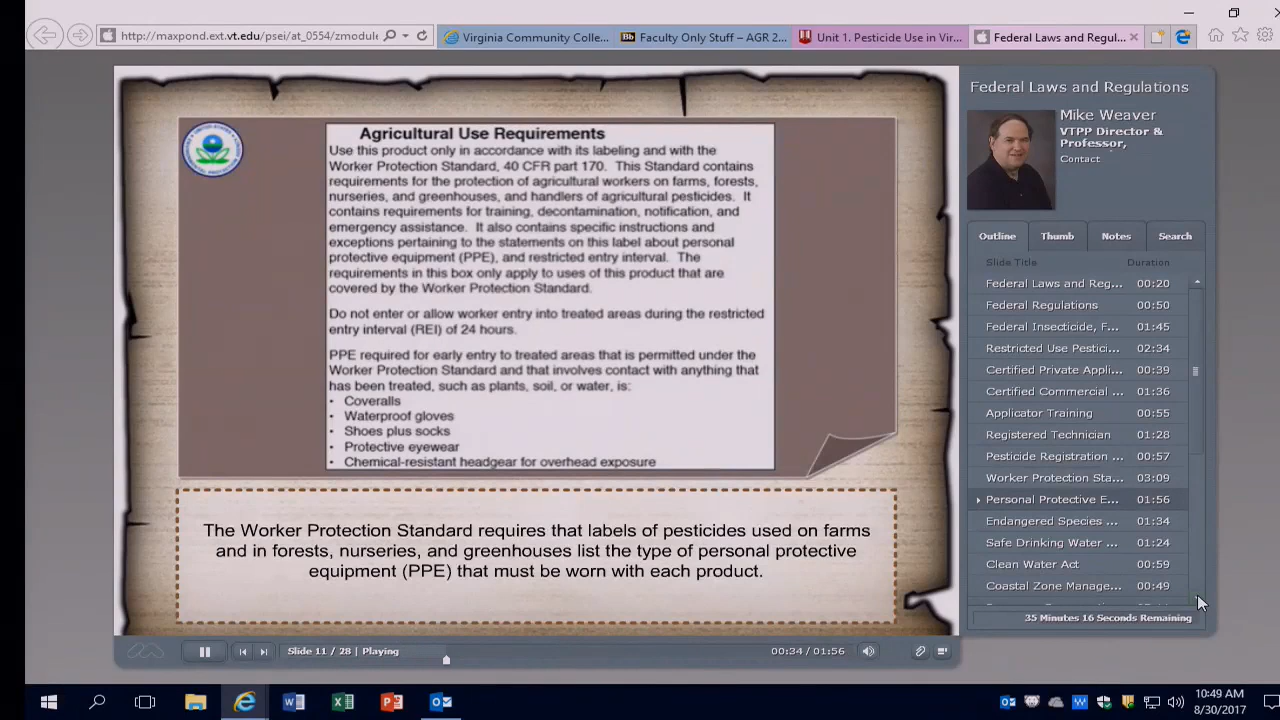 http://maxpond.ext.vt.edu/psei/at_0554/zmodule
Virginia Community Colle...
Faculty Only Stuff – AGR 2...
Unit 1. Pesticide Use in Vir...
Federal Laws and Regul...
Agricultural Use Requirements
Use this product only in accordance with its labeling and with the
Worker Protection Standard, 40 CFR part 170. This Standard contains
requirements for the protection of agricultural workers on farms, forests,
nurseries, and greenhouses, and handlers of agricultural pesticides. It
contains requirements for training, decontamination, notification, and
emergency assistance. It also contains specific instructions and
exceptions pertaining to the statements on this label about personal
protective equipment (PPE), and restricted entry interval. The
requirements in this box only apply to uses of this product that are
covered by the Worker Protection Standard.
Do not enter or allow worker entry into treated areas during the restricted
entry interval (REI) of 24 hours.
PPE required for early entry to treated areas that is permitted under the
Worker Protection Standard and that involves contact with anything that
has been treated, such as plants, soil, or water, is:
• Coveralls
• Waterproof gloves
• Shoes plus socks
• Protective eyewear
• Chemical-resistant headgear for overhead exposure
The Worker Protection Standard requires that labels of pesticides used on farms
and in forests, nurseries, and greenhouses list the type of personal protective
equipment (PPE) that must be worn with each product.
Slide 11 / 28 | Playing
00:34 / 01:56
Federal Laws and Regulations
Mike Weaver
VTPP Director &
Professor,
Contact
Outline Thumb Notes Search
Slide Title Duration
Federal Laws and Reg... 00:20
Federal Regulations 00:50
Federal Insecticide, F... 01:45
Restricted Use Pestici... 02:34
Certified Private Appli... 00:39
Certified Commercial ... 01:36
Applicator Training 00:55
Registered Technician 01:28
Pesticide Registration ... 00:57
Worker Protection Sta... 03:09
Personal Protective E... 01:56
Endangered Species ... 01:34
Safe Drinking Water ... 01:24
Clean Water Act 00:59
Coastal Zone Manage... 00:49
35 Minutes 16 Seconds Remaining
10:49 AM
8/30/2017